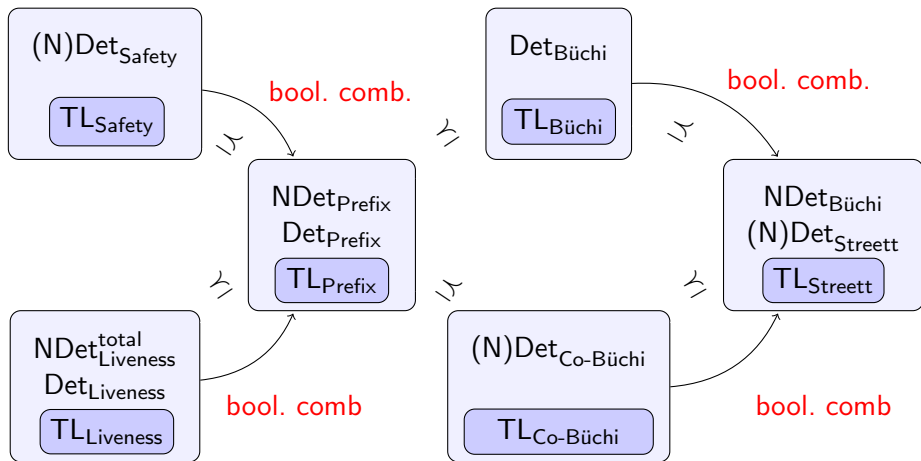 (N)Det_Safety
TL_Safety
bool. comb.
≾
Det_Büchi
TL_Büchi
bool. comb.
≾
≾
NDet_Prefix
Det_Prefix
TL_Prefix
NDet_Büchi
(N)Det_Streett
TL_Streett
≾
≾
≾
NDet^total_Liveness
Det_Liveness
TL_Liveness
bool. comb
(N)Det_Co-Büchi
TL_Co-Büchi
bool. comb